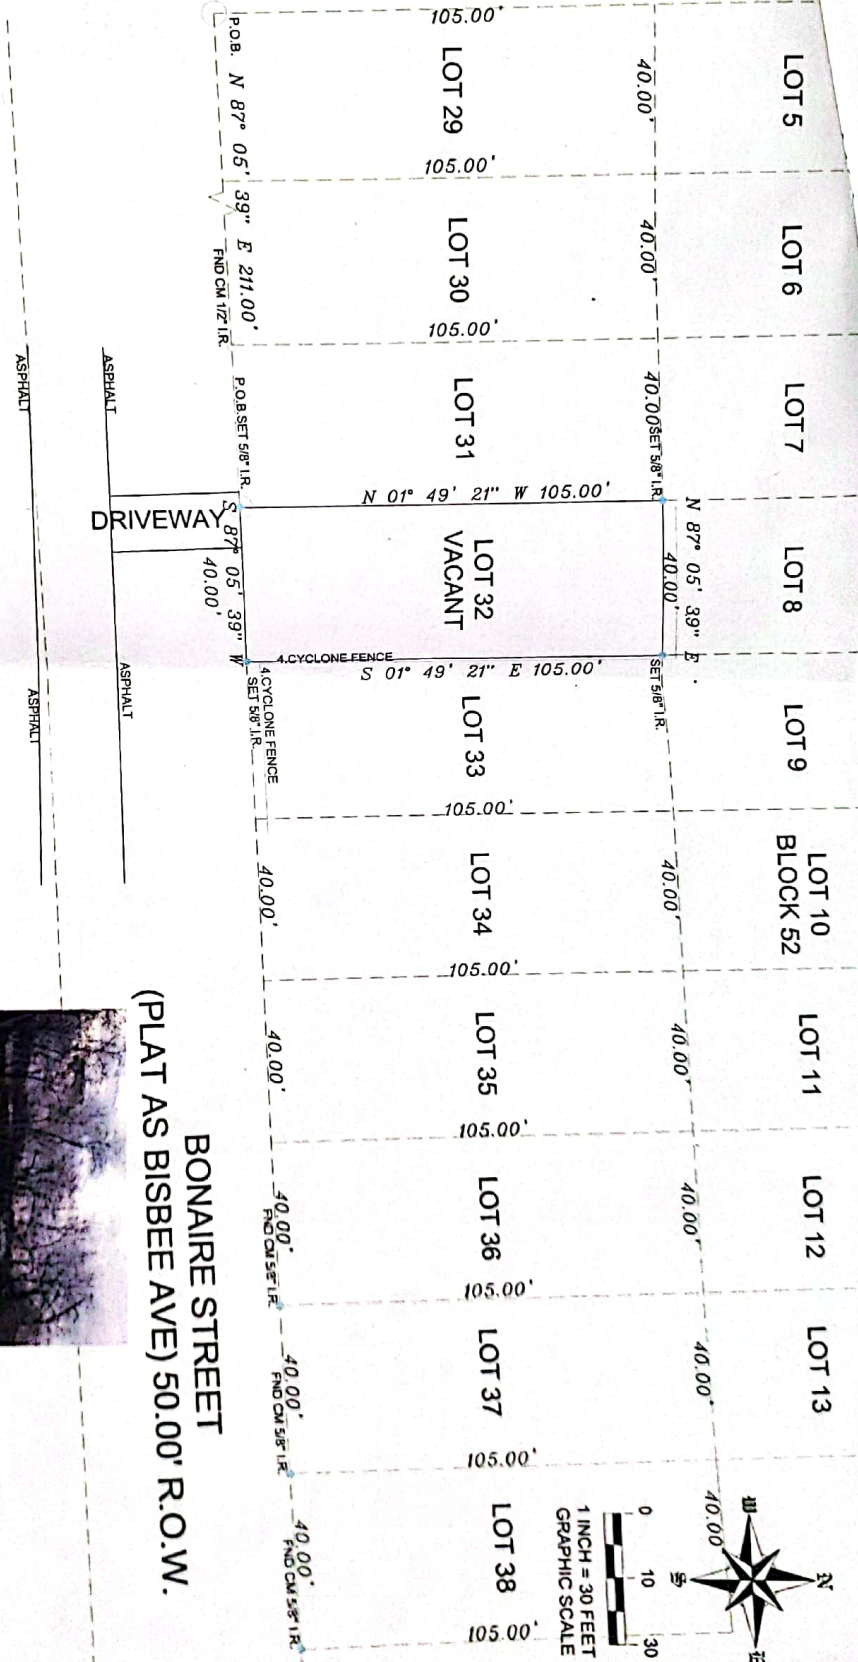 LOT 5
LOT 6
LOT 7
LOT 8
LOT 9
LOT 10
BLOCK 52
LOT 11
LOT 12
LOT 13
N
40.00'
40.00'
40.00'
SET 5/8" I.R.
N 87° 05' 39" E
40.00'
SET 5/8" I.R.
40.00'
40.00'
40.00'
40.00'
40.00
105.00'
LOT 29
105.00'
LOT 30
105.00'
LOT 31
N 01° 49' 21" W 105.00'
LOT 32
VACANT
4.CYCLONE FENCE
S 01° 49' 21" E 105.00'
LOT 33
105.00'
LOT 34
105.00'
LOT 35
105.00'
LOT 36
105.00'
LOT 37
105.00'
LOT 38
105.00'
0 10 30
1 INCH = 30 FEET
GRAPHIC SCALE
P.O.B.
N 87° 05' 39" E 211.00'
FND CM 1/2" I.R.
P.O.B.SET 5/8" I.R.
S 87° 05' 39" W
40.00'
4.CYCLONE FENCE
SET 5/8" I.R.
40.00'
40.00'
40.00'
FND CM 5/8" I.R.
40.00'
FND CM 5/8" I.R.
40.00'
FND CM 5/8" I.R.
DRIVEWAY
ASPHALT
ASPHALT
ASPHALT
ASPHALT
BONAIRE STREET
(PLAT AS BISBEE AVE) 50.00' R.O.W.